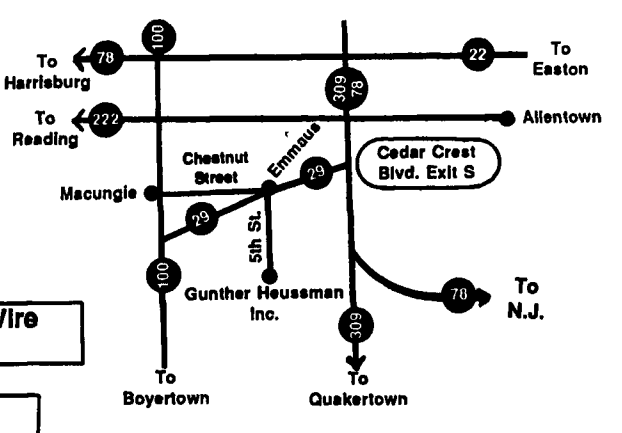 100
To
Harrisburg
78
309
78
22
To
Easton
To
Reading
222
Allentown
Chestnut
Street
Emmaus
29
Cedar Crest
Blvd. Exit S
Macungie
29
5th St.
100
Gunther Heussman
Inc.
78
To
N.J.
309
To
Boyertown
To
Quakertown